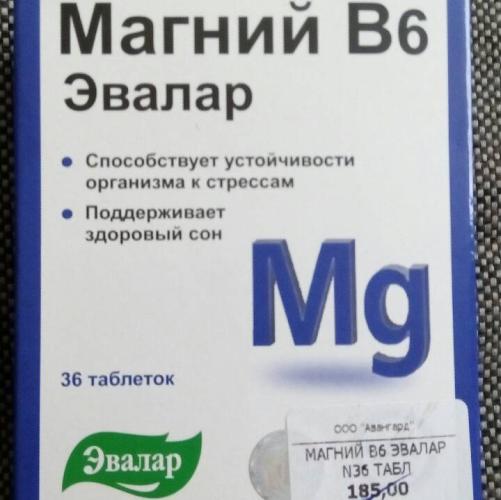 Магний В6
Эвалар
• Способствует устойчивости
организма к стрессам
• Поддерживает
здоровый сон
Mg
36 таблеток
Эвалар
ООО "Авангард"
МАГНИЙ В6 ЭВАЛАР
N36 ТАБЛ
185,00